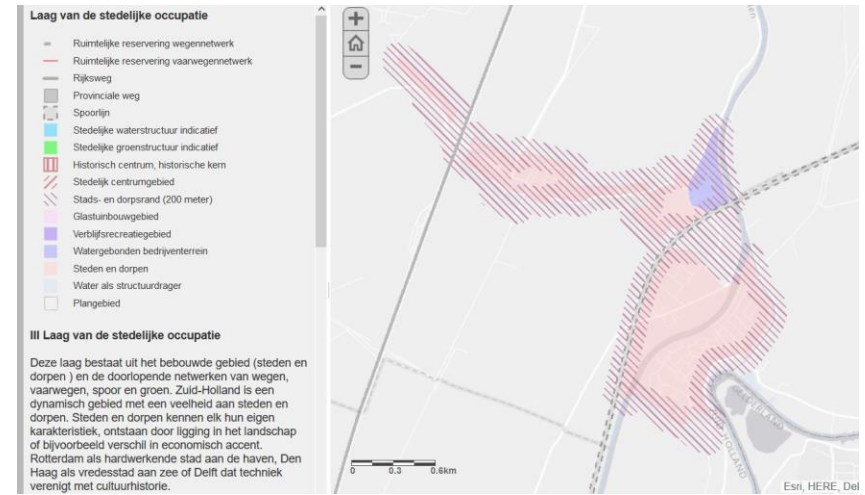 Laag van de stedelijke occupatie
Ruimtelijke reservering wegennetwerk
Ruimtelijke reservering vaarwegennetwerk
Rijksweg
Provinciale weg
Spoorlijn
Stedelijke waterstructuur indicatief
Stedelijke groenstructuur indicatief
Historisch centrum, historische kern
Stedelijk centrumgebied
Stads- en dorpsrand (200 meter)
Glastuinbouwgebied
Verblijfsrecreatiegebied
Watergebonden bedrijventerrein
Steden en dorpen
Water als structuurdrager
Plangebied
III Laag van de stedelijke occupatie
Deze laag bestaat uit het bebouwde gebied (steden en
dorpen ) en de doorlopende netwerken van wegen,
vaarwegen, spoor en groen. Zuid-Holland is een
dynamisch gebied met een veelheid aan steden en
dorpen. Steden en dorpen kennen elk hun eigen
karakteristiek, ontstaan door ligging in het landschap
of bijvoorbeeld verschil in economisch accent.
Rotterdam als hardwerkende stad aan de haven, Den
Haag als vredesstad aan zee of Delft dat techniek
verenigt met cultuurhistorie.
+
−
GELDERLAND
ZUID-HOLLAND
0 0.3 0.6km
Esri, HERE, Del